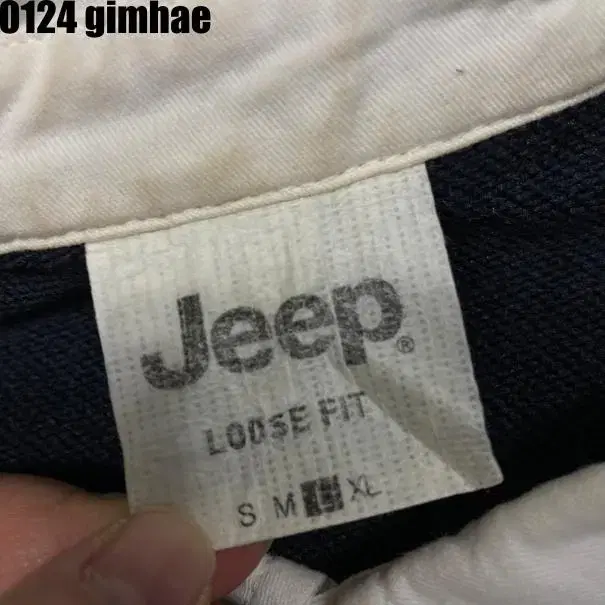 0124 gimhae
Jeep®
LOOSE FIT
S M L XL